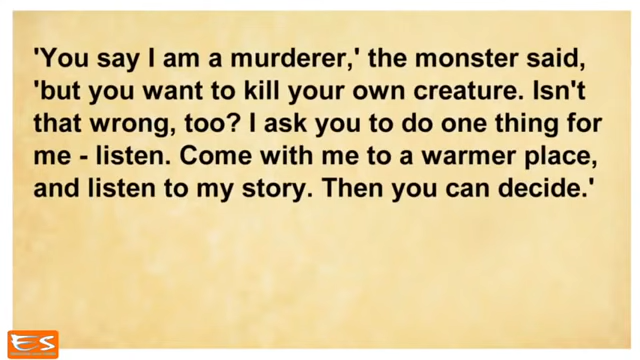 'You say I am a murderer,' the monster said,
'but you want to kill your own creature. Isn't
that wrong, too? I ask you to do one thing for
me - listen. Come with me to a warmer place,
and listen to my story. Then you can decide.'
ES